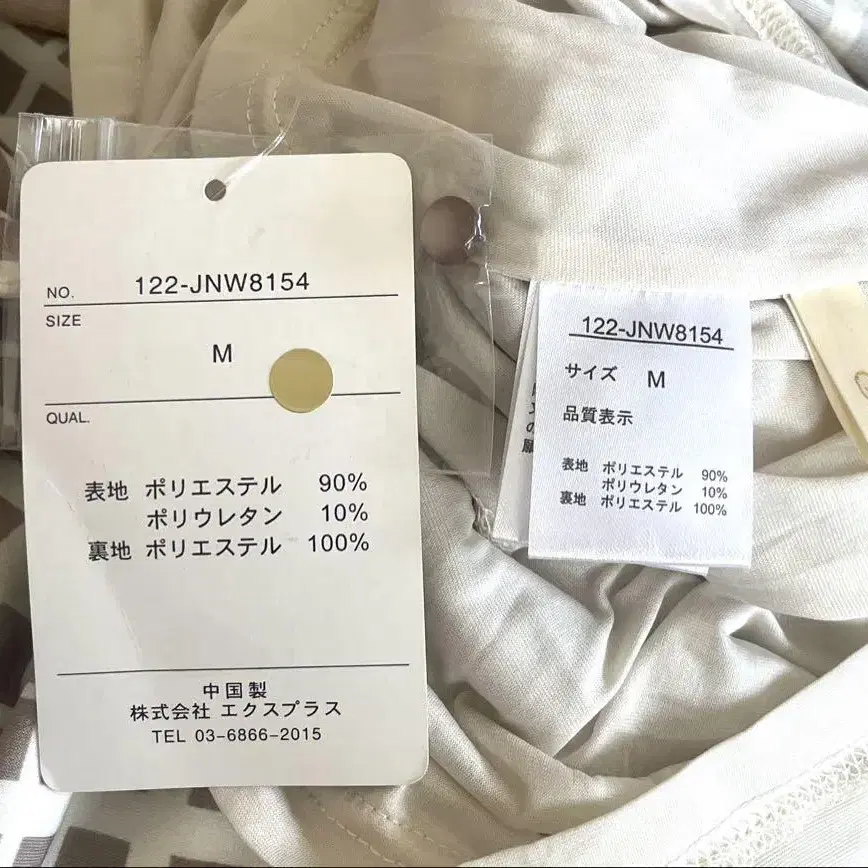 NO. 122-JNW8154
SIZE
M
QUAL.
表地 ポリエステル 90%
ポリウレタン 10%
裏地 ポリエステル 100%
中国製
株式会社 エクスプラス
TEL 03-6866-2015
122-JNW8154
サイズ M
品質表示
表地 ポリエステル 90%
ポリウレタン 10%
裏地 ポリエステル 100%